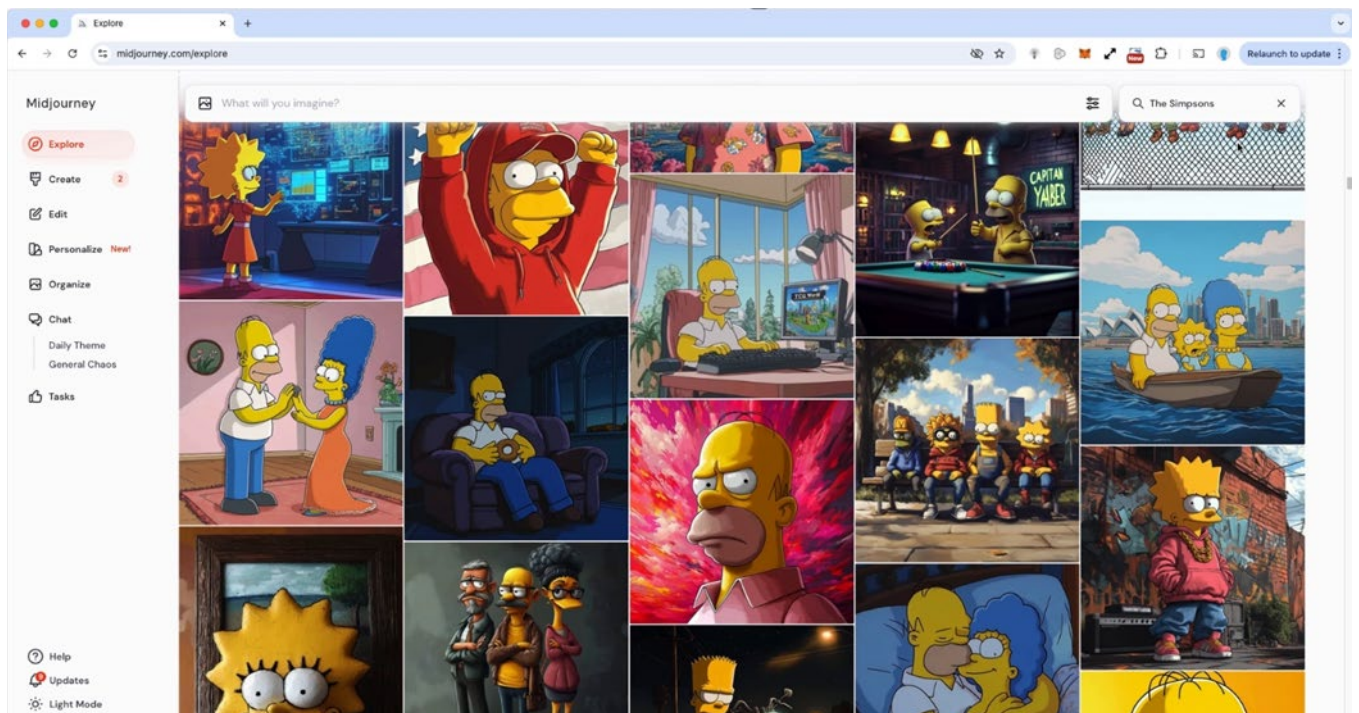 Explore
midjourney.com/explore
New
Relaunch to update
Midjourney
What will you imagine?
The Simpsons
Explore
Create 2
Edit
Personalize New!
Organize
Chat
Daily Theme
General Chaos
Tasks
Help
Updates
Light Mode
CAPITAN
YABER